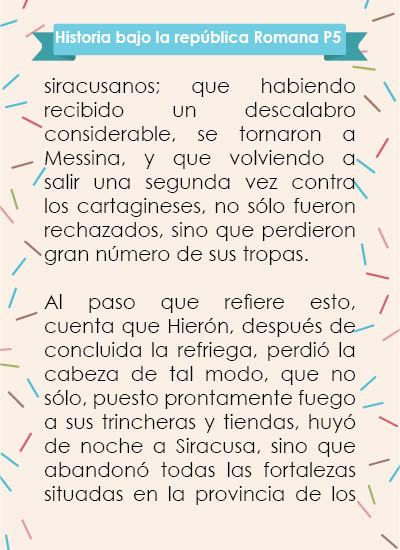 Historia bajo la república Romana P5
siracusanos; que habiendo
recibido un descalabro
considerable, se tornaron a
Messina, y que volviendo a
salir una segunda vez contra
los cartagineses, no sólo fueron
rechazados, sino que perdieron
gran número de sus tropas.
Al paso que refiere esto,
cuenta que Hierón, después de
concluida la refriega, perdió la
cabeza de tal modo, que no
sólo, puesto prontamente fuego
a sus trincheras y tiendas, huyó
de noche a Siracusa, sino que
abandonó todas las fortalezas
situadas en la provincia de los